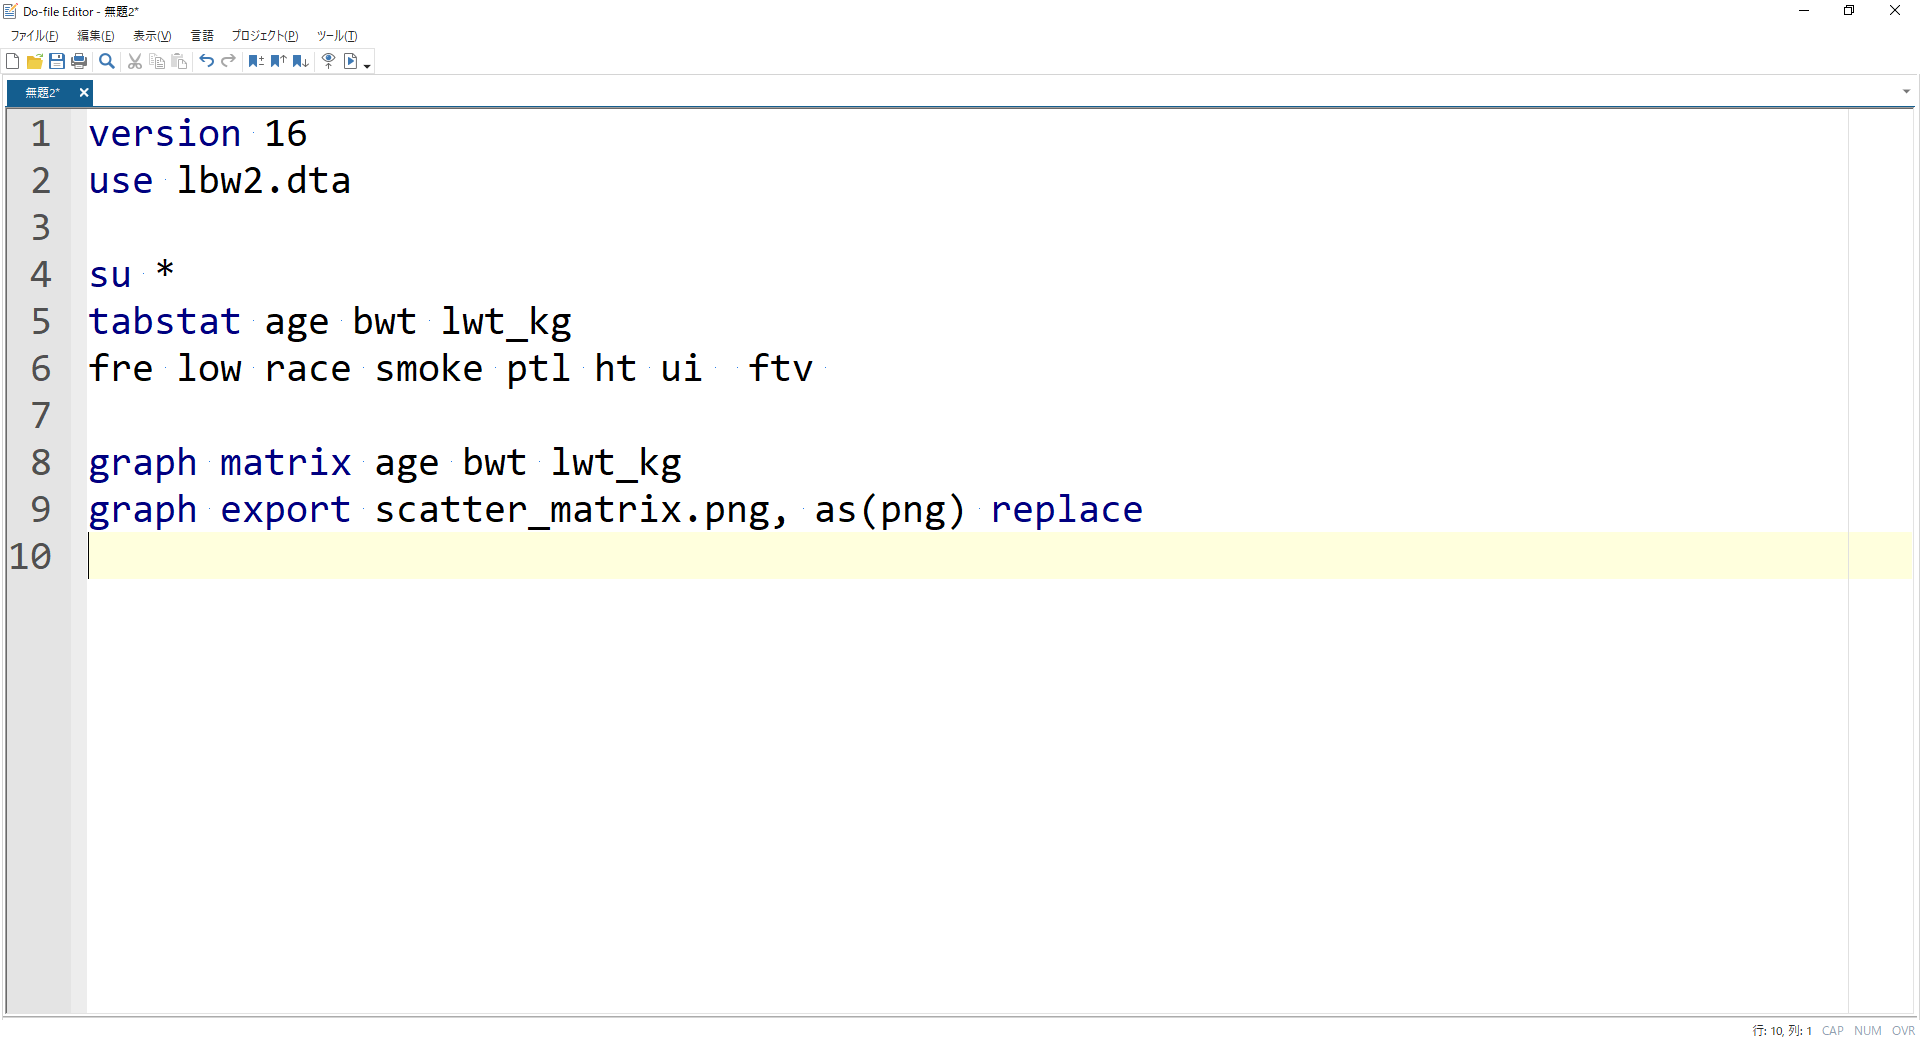 Do-file Editor - 無題2*
ファイル(F) 編集(E) 表示(V) 言語 プロジェクト(P) ツール(T)
無題2*
1 version 16
2 use lbw2.dta
3
4 su *
5 tabstat age bwt lwt_kg
6 fre low race smoke ptl ht ui  ftv
7
8 graph matrix age bwt lwt_kg
9 graph export scatter_matrix.png, as(png) replace
10
行: 10, 列: 1 CAP NUM OVR